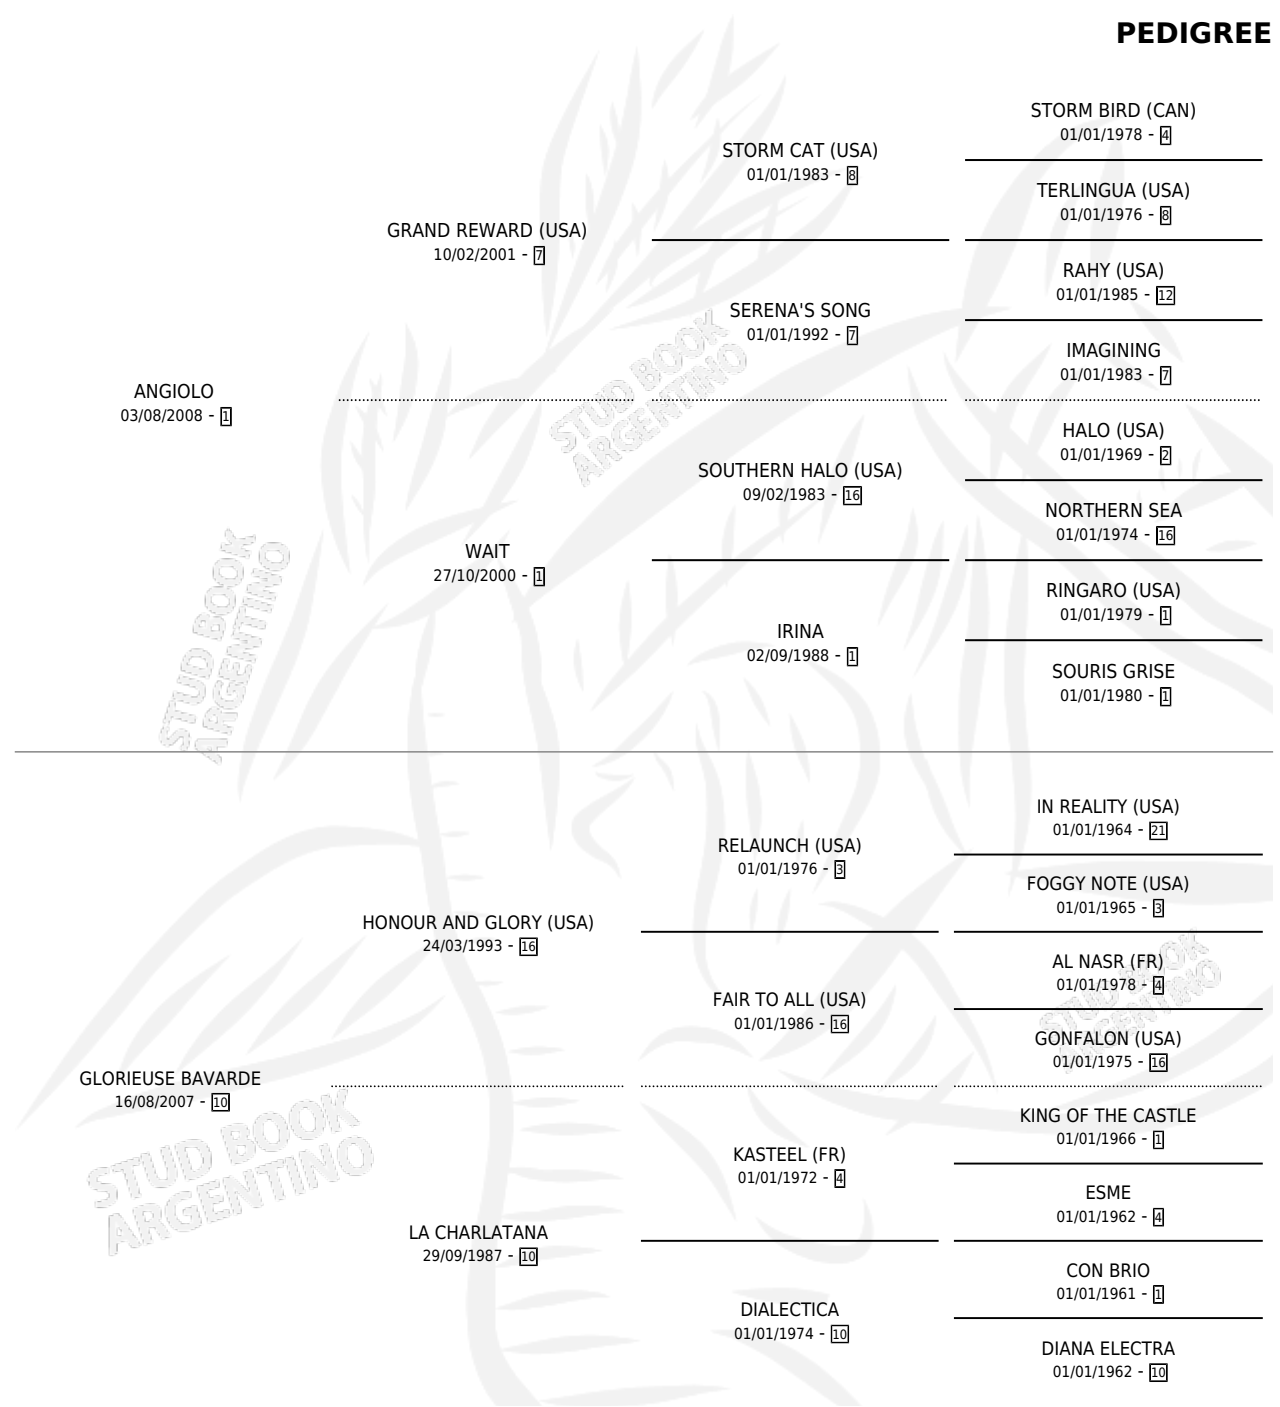 PEDIGREE
STORM BIRD (CAN)
01/01/1978 - 4
STORM CAT (USA)
01/01/1983 - 8
TERLINGUA (USA)
01/01/1976 - 8
GRAND REWARD (USA)
10/02/2001 - 7
RAHY (USA)
01/01/1985 - 12
SERENA'S SONG
01/01/1992 - 7
IMAGINING
01/01/1983 - 7
ANGIOLO
03/08/2008 - 1
HALO (USA)
01/01/1969 - 2
SOUTHERN HALO (USA)
09/02/1983 - 16
NORTHERN SEA
01/01/1974 - 16
WAIT
27/10/2000 - 1
RINGARO (USA)
01/01/1979 - 1
IRINA
02/09/1988 - 1
SOURIS GRISE
01/01/1980 - 1
IN REALITY (USA)
01/01/1964 - 21
RELAUNCH (USA)
01/01/1976 - 3
FOGGY NOTE (USA)
01/01/1965 - 3
HONOUR AND GLORY (USA)
24/03/1993 - 16
AL NASR (FR)
01/01/1978 - 4
FAIR TO ALL (USA)
01/01/1986 - 16
GONFALON (USA)
01/01/1975 - 16
GLORIEUSE BAVARDE
16/08/2007 - 10
KING OF THE CASTLE
01/01/1966 - 1
KASTEEL (FR)
01/01/1972 - 4
ESME
01/01/1962 - 4
LA CHARLATANA
29/09/1987 - 10
CON BRIO
01/01/1961 - 1
DIALECTICA
01/01/1974 - 10
DIANA ELECTRA
01/01/1962 - 10
STUD BOOK
ARGENTINO
STUD BOOK
ARGENTINO
STUD BOOK
ARGENTINO
STUD BOOK
ARGENTINO